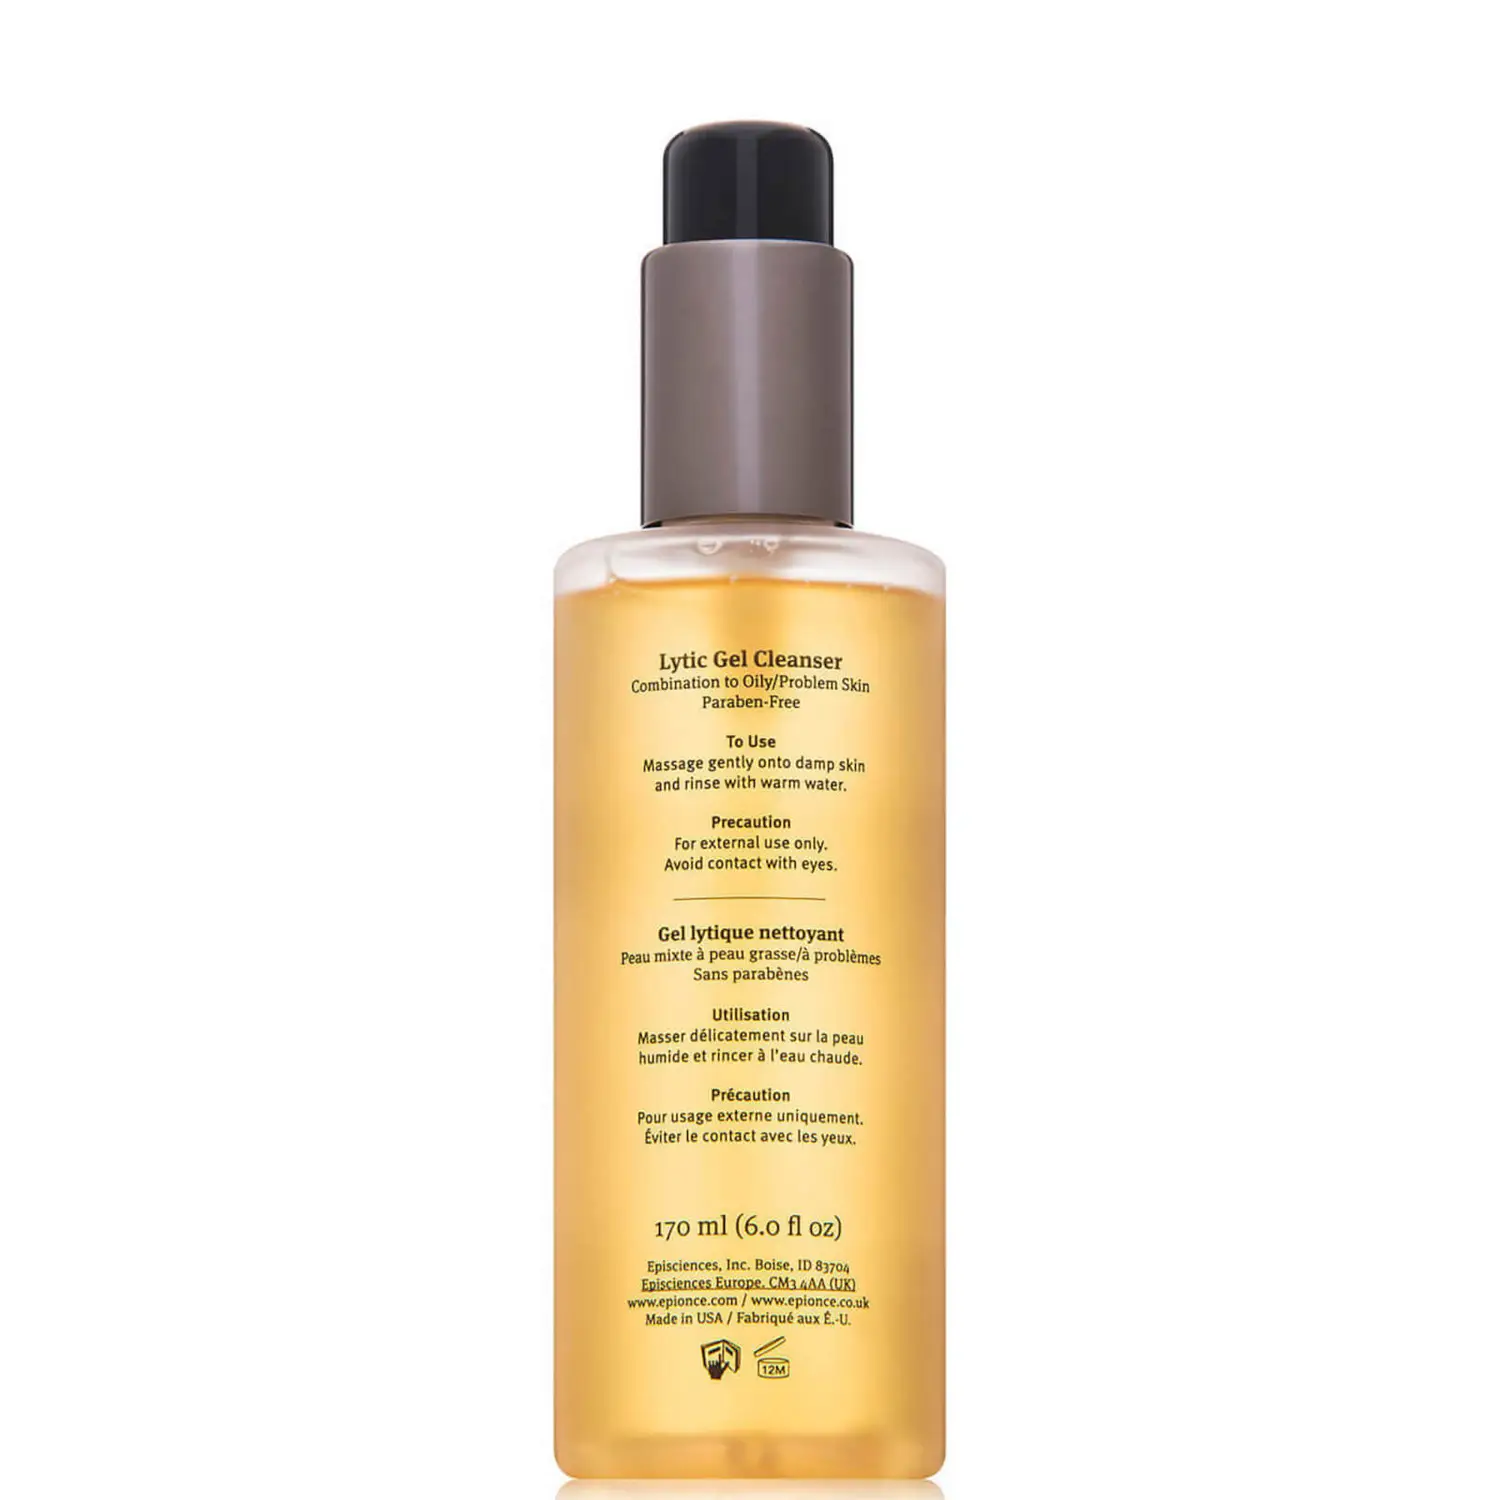 Lytic Gel Cleanser
Combination to Oily/Problem Skin
Paraben-Free
To Use
Massage gently onto damp skin
and rinse with warm water.
Precaution
For external use only.
Avoid contact with eyes.
Gel lytique nettoyant
Peau mixte à peau grasse/à problèmes
Sans parabènes
Utilisation
Masser délicatement sur la peau
humide et rincer à l'eau chaude.
Précaution
Pour usage externe uniquement.
Éviter le contact avec les yeux.
170 ml (6.0 fl oz)
Episciences, Inc. Boise, ID 83704
Episciences Europe. CM3 4AA (UK)
www.epionce.com / www.epionce.co.uk
Made in USA / Fabriqué aux É.-U.
12M